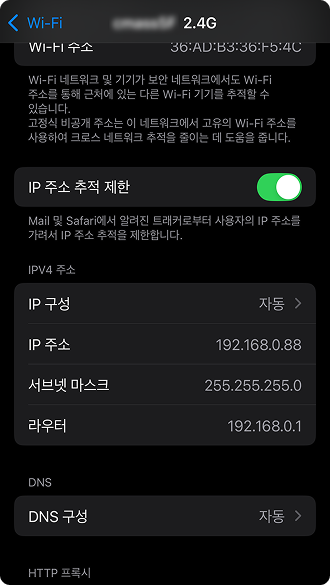 Wi-Fi
2.4G
Wi-Fi 주소
36:AD:B3:36:F5:4C
Wi-Fi 네트워크 및 기기가 보안 네트워크에서도 Wi-Fi
주소를 통해 근처에 있는 다른 Wi-Fi 기기를 추적할 수
있습니다.
고정식 비공개 주소는 이 네트워크에서 고유의 Wi-Fi 주소를
사용하여 크로스 네트워크 추적을 줄이는 데 도움을 줍니다.
IP 주소 추적 제한
Mail 및 Safari에서 알려진 트래커로부터 사용자의 IP 주소를
가려서 IP 주소 추적을 제한합니다.
IPV4 주소
IP 구성
자동
IP 주소
192.168.0.88
서브넷 마스크
255.255.255.0
라우터
192.168.0.1
DNS
DNS 구성
자동
HTTP 프록시